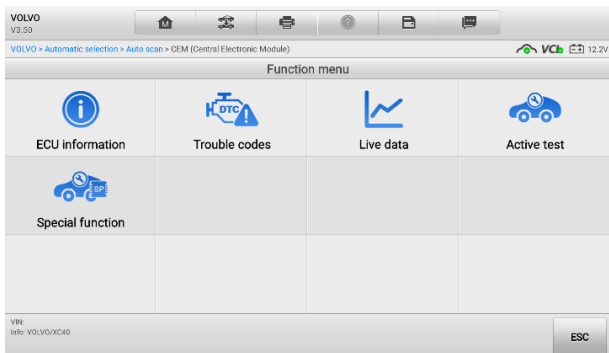 VOLVO
V3.50
M
?
VOLVO > Automatic selection > Auto scan > CEM (Central Electronic Module)
VCI 12.2V
Function menu
i
ECU information
DTC
Trouble codes
Live data
Active test
SP
Special function
VIN:
Info: VOLVO/XC40
ESC